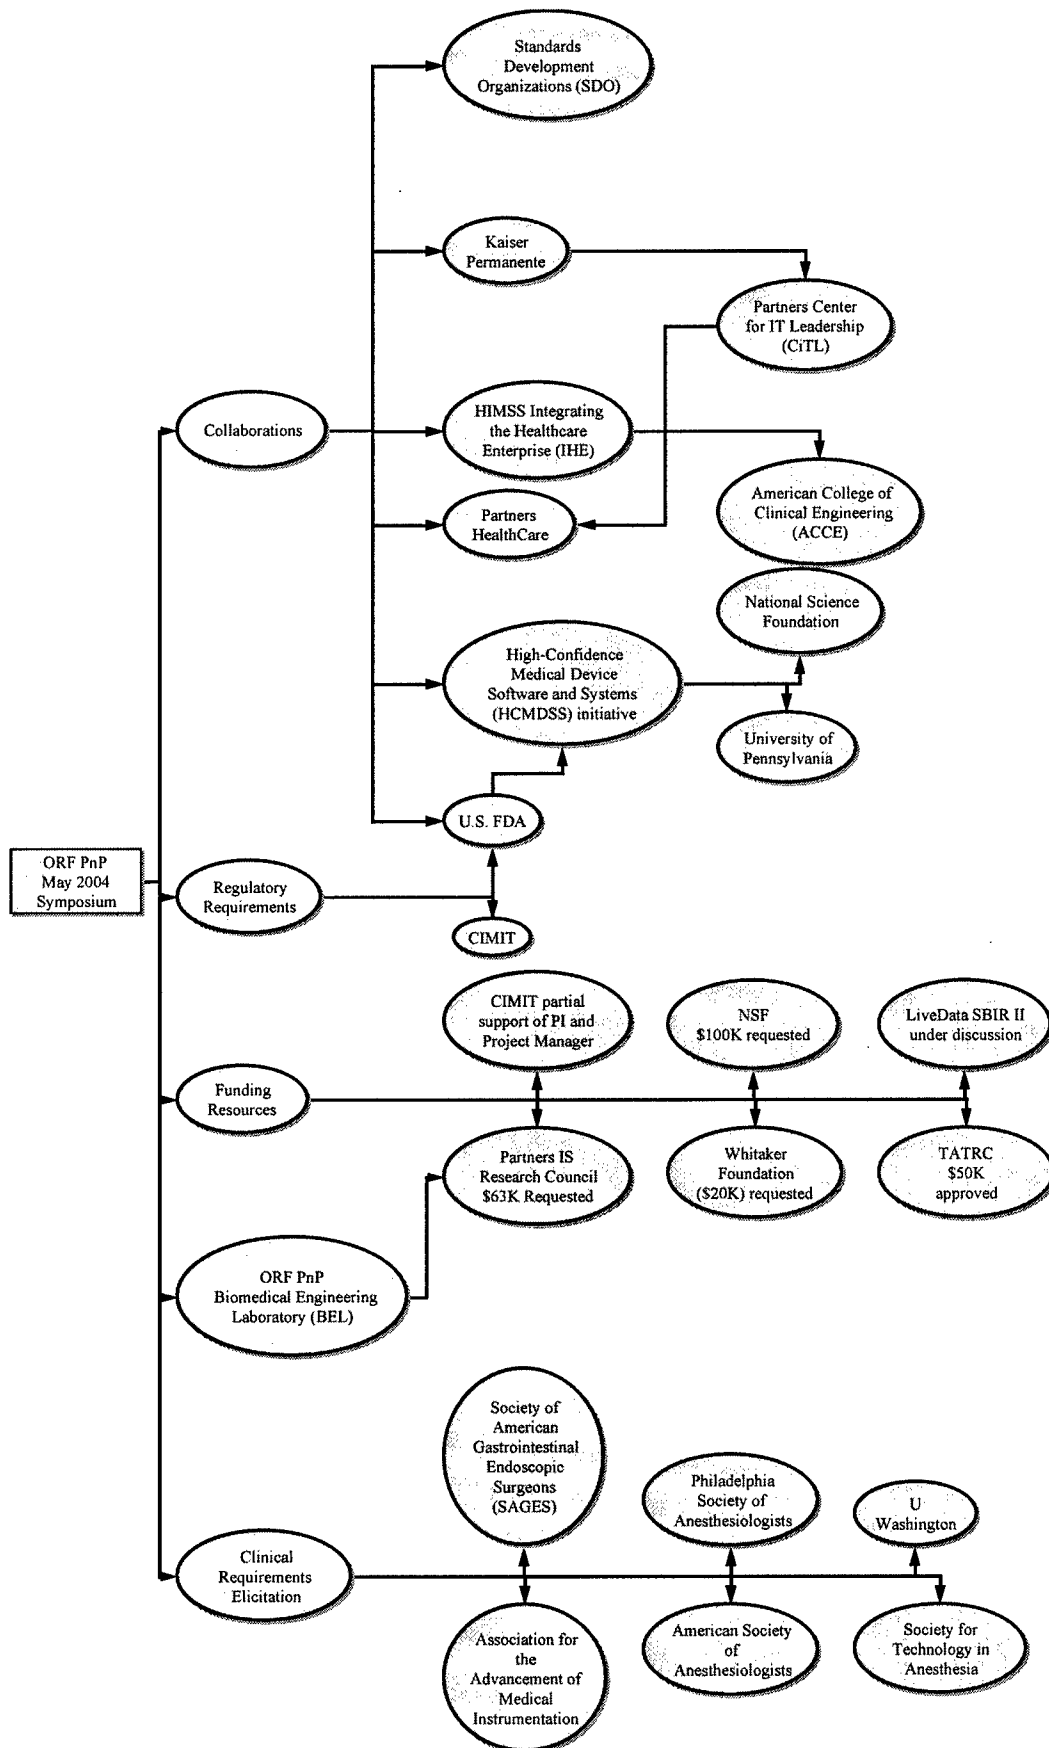 Standards
Development
Organizations (SDO)
Kaiser
Permanente
Partners Center
for IT Leadership
(CiTL)
Collaborations
HIMSS Integrating
the Healthcare
Enterprise (IHE)
American College of
Clinical Engineering
(ACCE)
Partners
HealthCare
National Science
Foundation
High-Confidence
Medical Device
Software and Systems
(HCMDSS) initiative
University of
Pennsylvania
U.S. FDA
ORF PnP
May 2004
Symposium
Regulatory
Requirements
CIMIT
CIMIT partial
support of PI and
Project Manager
NSF
$100K requested
LiveData SBIR II
under discussion
Funding
Resources
Partners IS
Research Council
$63K Requested
Whitaker
Foundation
($20K) requested
TATRC
$50K
approved
ORF PnP
Biomedical Engineering
Laboratory (BEL)
Society of
American
Gastrointestinal
Endoscopic
Surgeons
(SAGES)
Philadelphia
Society of
Anesthesiologists
U
Washington
Clinical
Requirements
Elicitation
Association for
the
Advancement of
Medical
Instrumentation
American Society
of
Anesthesiologists
Society for
Technology in
Anesthesia